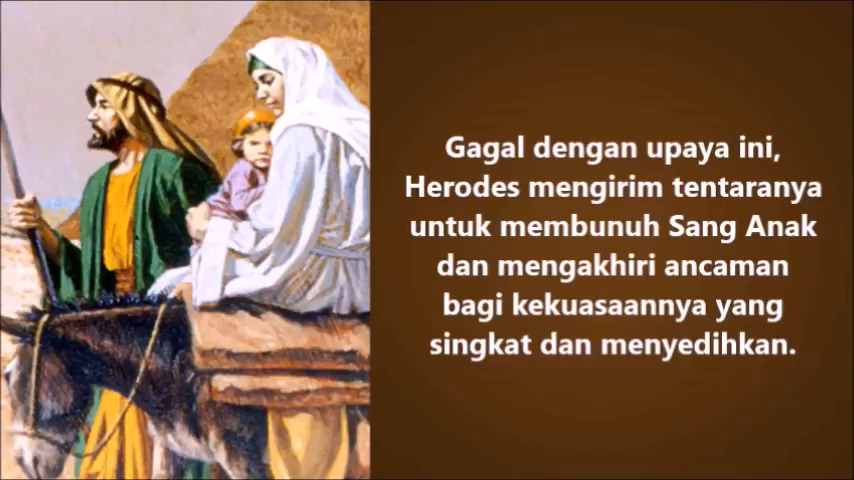 Gagal dengan upaya ini,
Herodes mengirim tentaranya
untuk membunuh Sang Anak
dan mengakhiri ancaman
bagi kekuasaannya yang
singkat dan menyedihkan.